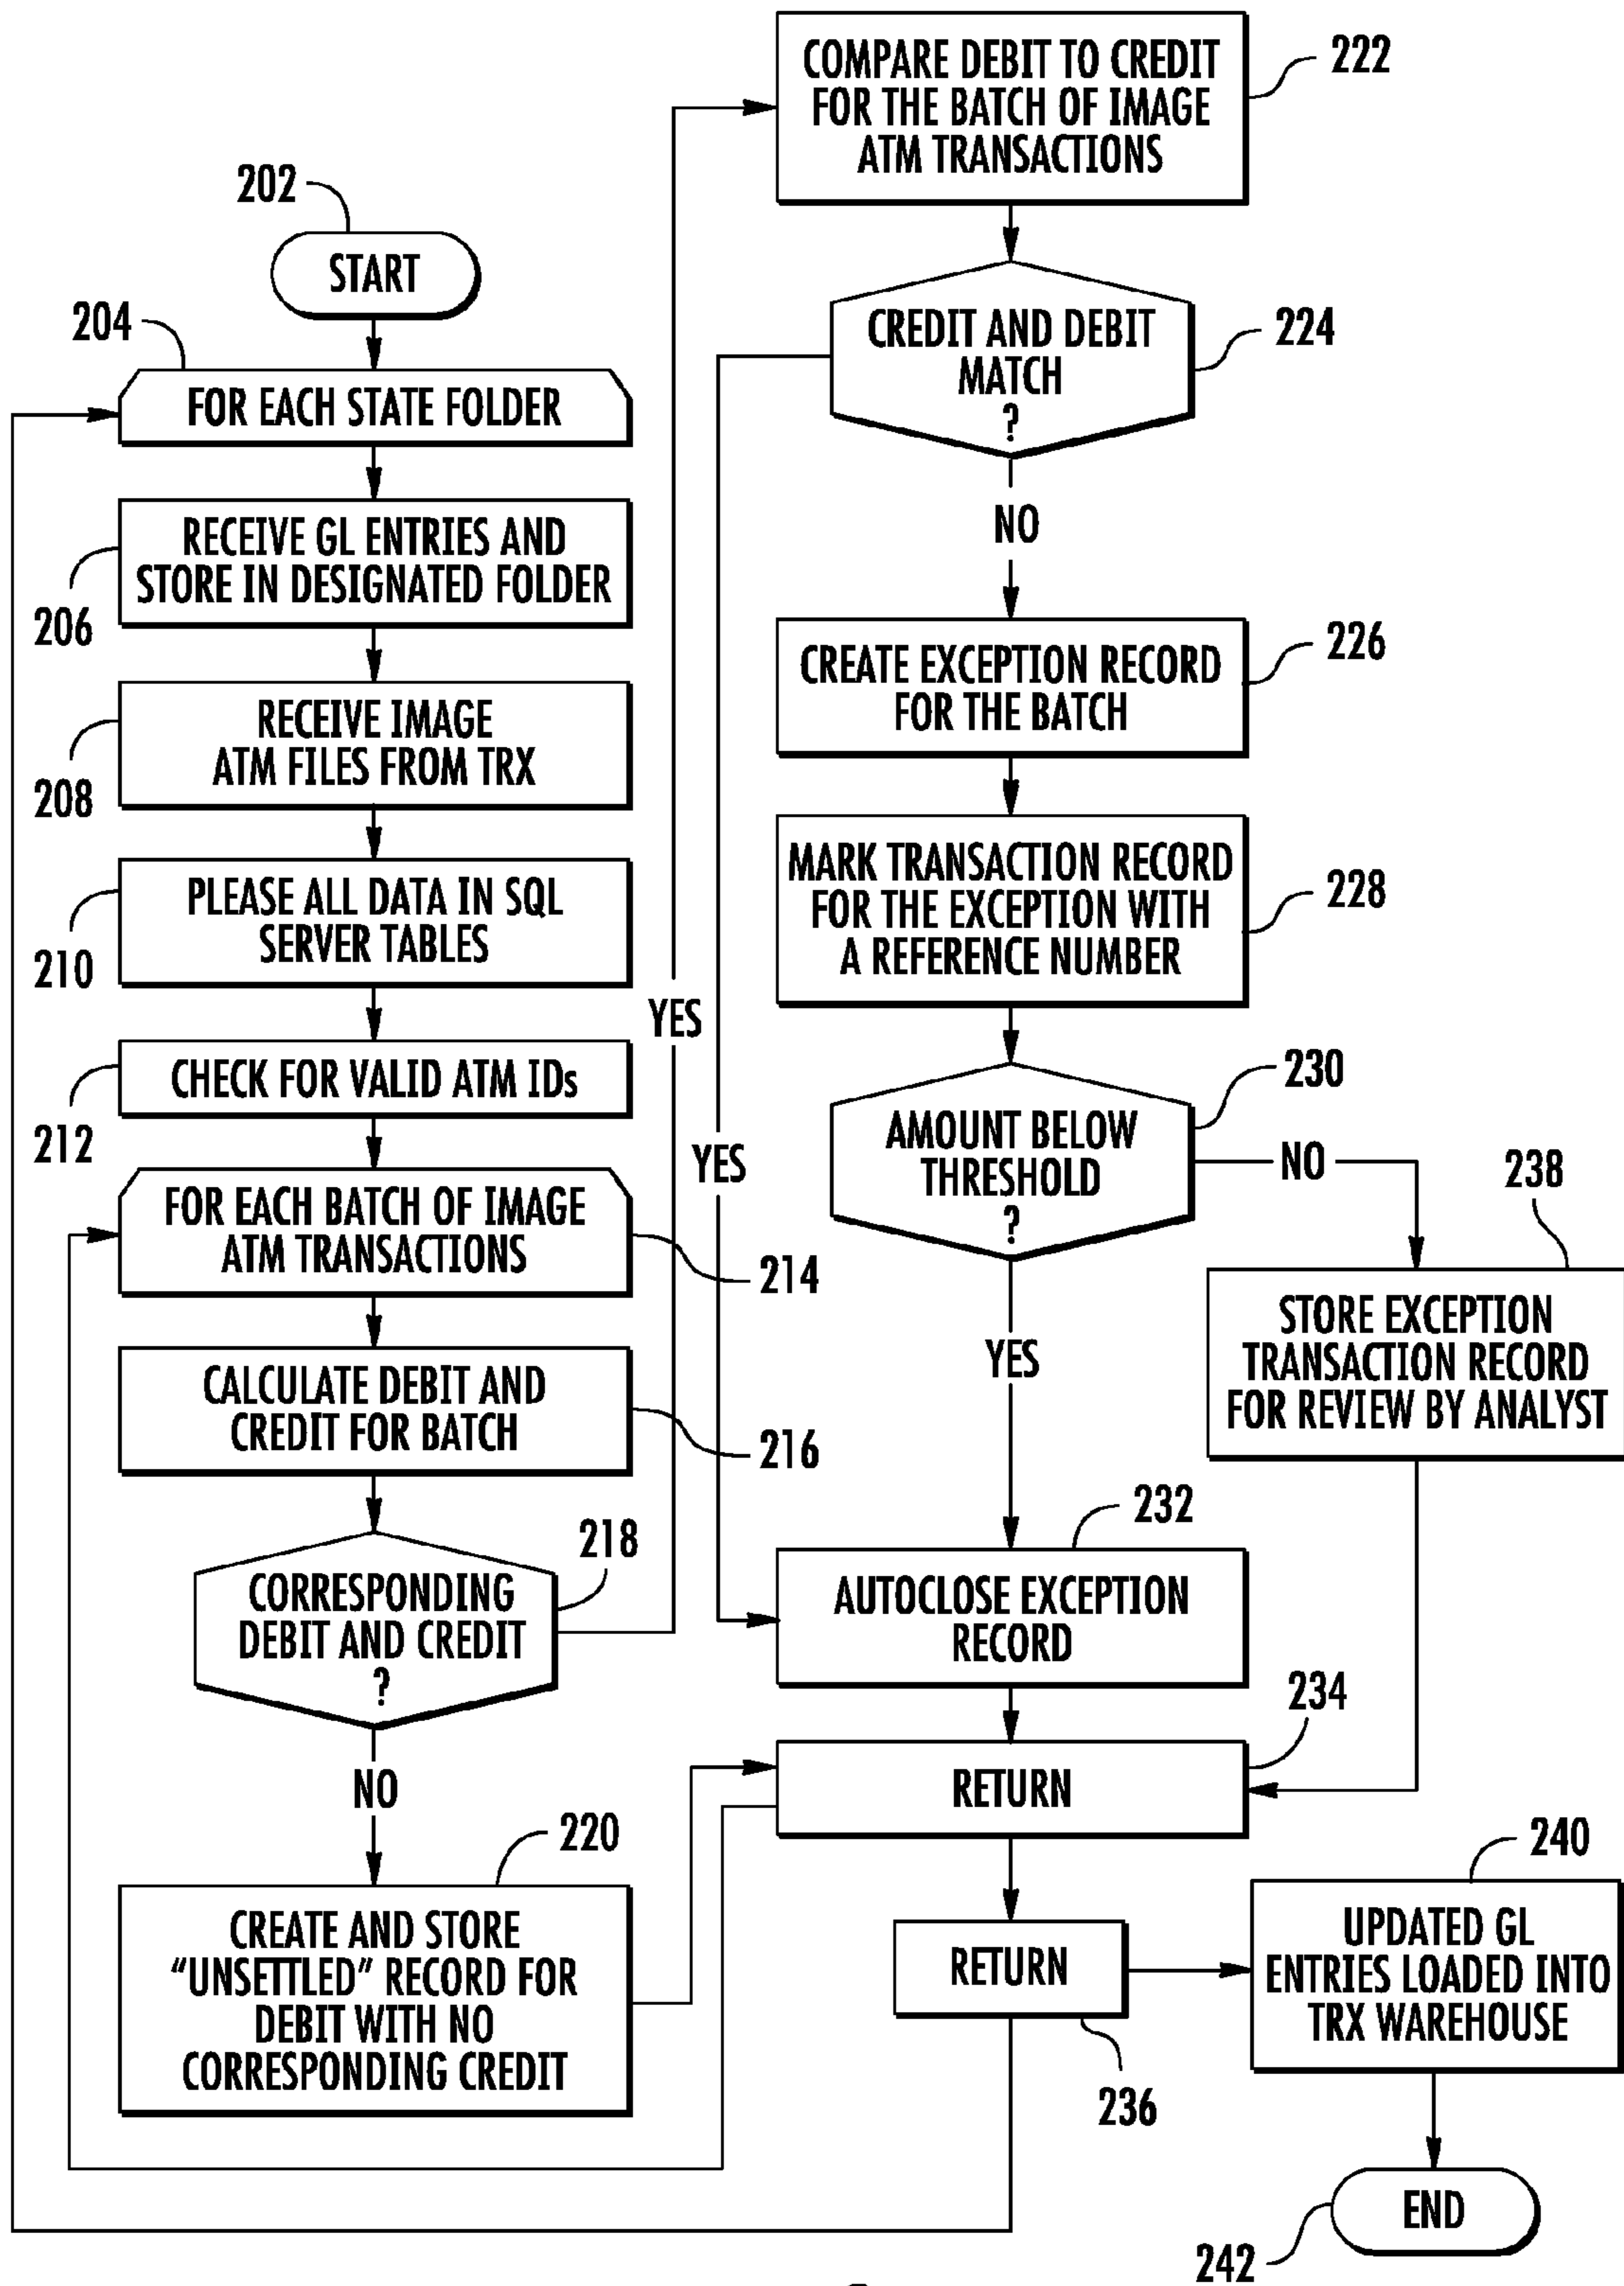 202
START
204
FOR EACH STATE FOLDER
RECEIVE GL ENTRIES AND
STORE IN DESIGNATED FOLDER
206
RECEIVE IMAGE
ATM FILES FROM TRX
208
PLEASE ALL DATA IN SQL
SERVER TABLES
210
CHECK FOR VALID ATM IDs
212
FOR EACH BATCH OF IMAGE
ATM TRANSACTIONS
214
CALCULATE DEBIT AND
CREDIT FOR BATCH
216
218
CORRESPONDING
DEBIT AND CREDIT
?
YES
NO
220
CREATE AND STORE
“UNSETTLED” RECORD FOR
DEBIT WITH NO
CORRESPONDING CREDIT
COMPARE DEBIT TO CREDIT
FOR THE BATCH OF IMAGE
ATM TRANSACTIONS
222
CREDIT AND DEBIT
MATCH
?
224
YES
NO
CREATE EXCEPTION RECORD
FOR THE BATCH
226
MARK TRANSACTION RECORD
FOR THE EXCEPTION WITH
A REFERENCE NUMBER
228
230
AMOUNT BELOW
THRESHOLD
?
NO
YES
238
STORE EXCEPTION
TRANSACTION RECORD
FOR REVIEW BY ANALYST
232
AUTOCLOSE EXCEPTION
RECORD
234
RETURN
RETURN
236
240
UPDATED GL
ENTRIES LOADED INTO
TRX WAREHOUSE
END
242